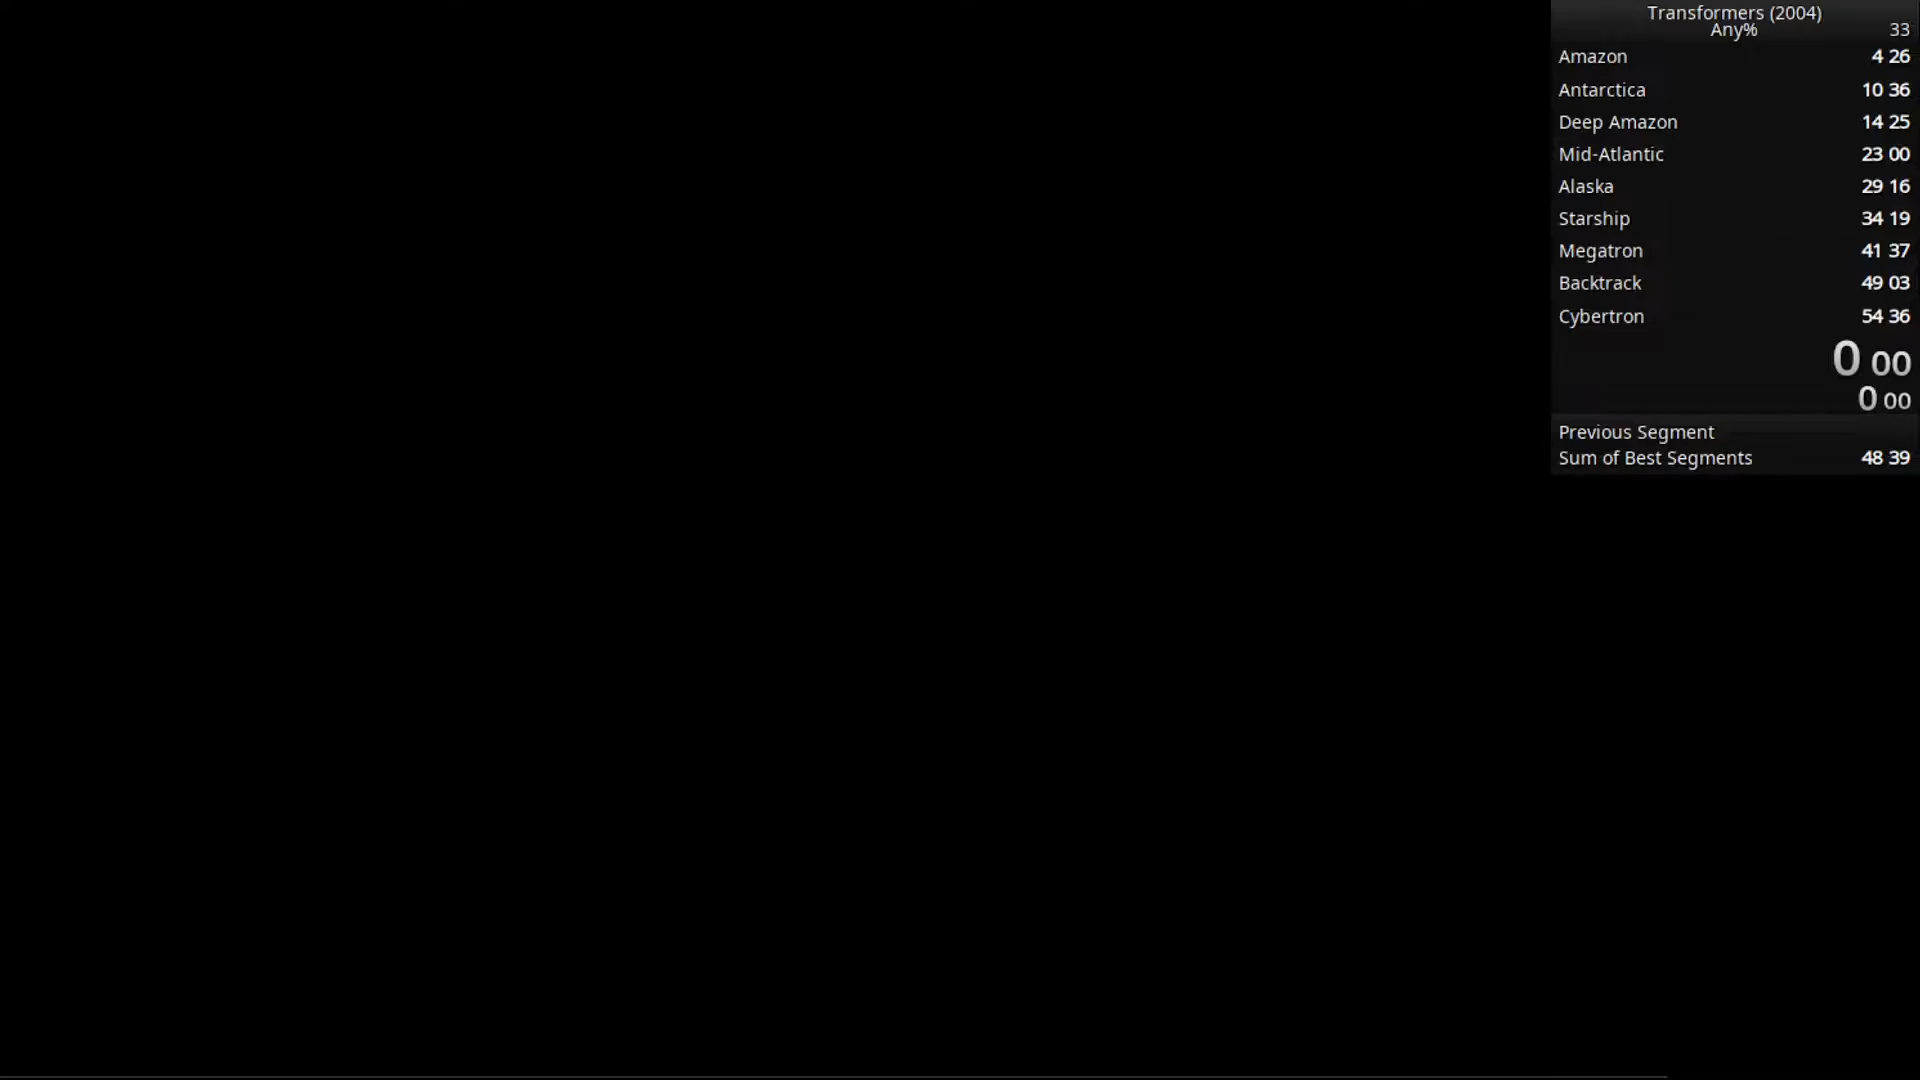 Transformers (2004)
Any% 33
Amazon 4 26
Antarctica 10 36
Deep Amazon 14 25
Mid-Atlantic 23 00
Alaska 29 16
Starship 34 19
Megatron 41 37
Backtrack 49 03
Cybertron 54 36
0 00
0 00
Previous Segment
Sum of Best Segments 48 39